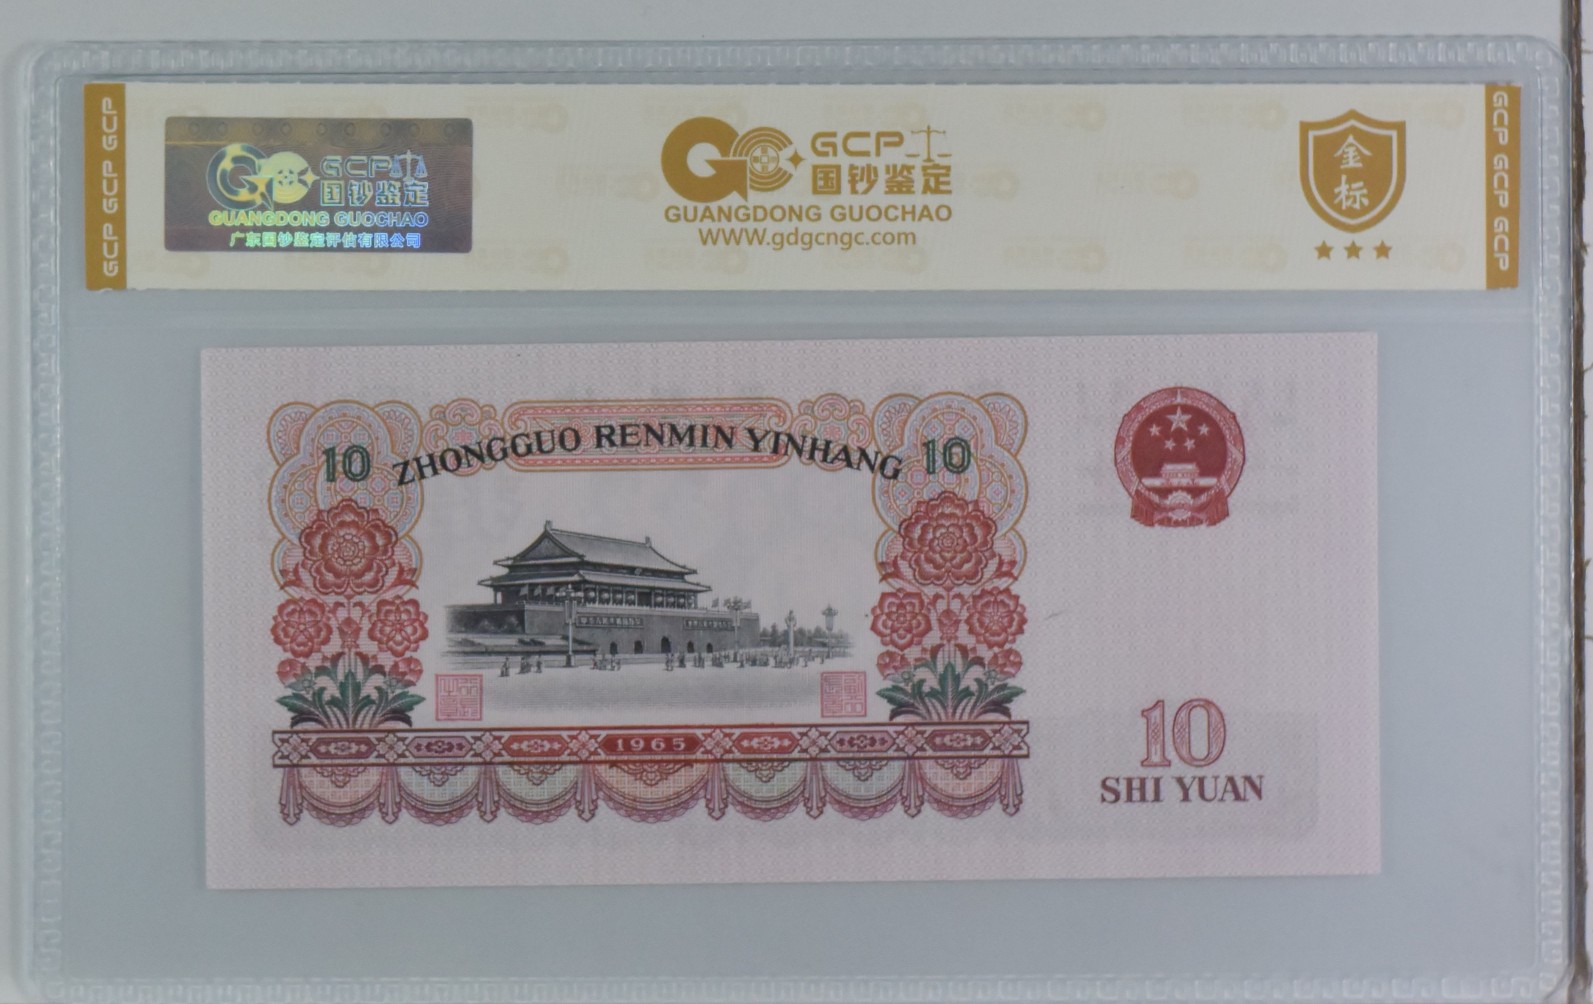 GCP GCP GCP
GCP
国钞鉴定
GUANGDONG GUOCHAO
广东国钞鉴定评估有限公司
GCP
国钞鉴定
GUANGDONG GUOCHAO
WWW.gdgcngc.com
金标
GCP GCP GCP
10 ZHONGGUO RENMIN YINHANG 10
1965
10
SHI YUAN